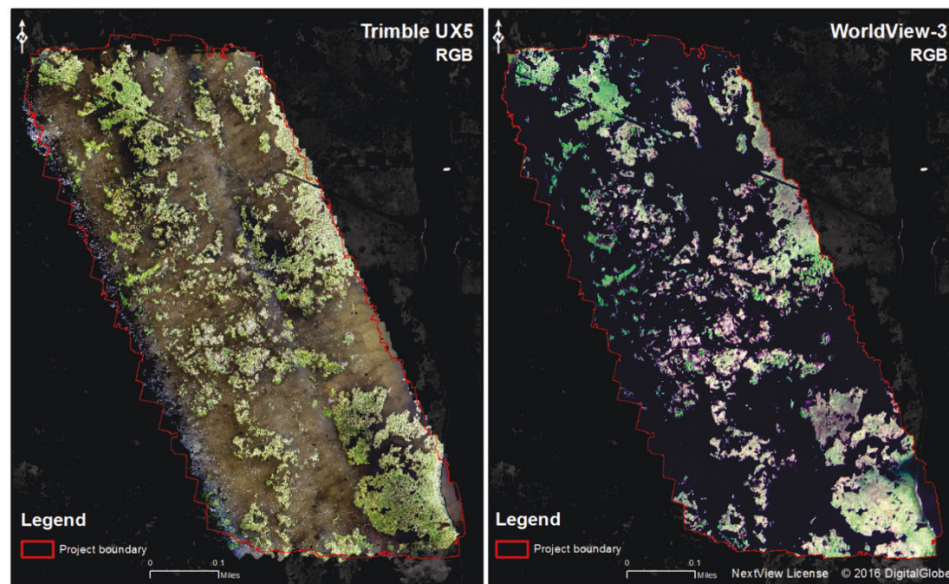 Trimble UX5
RGB
Legend
Project boundary
0 0.1
Miles
WorldView-3
RGB
Legend
Project boundary
0 0.1
Miles
NextView License © 2016 DigitalGlobe